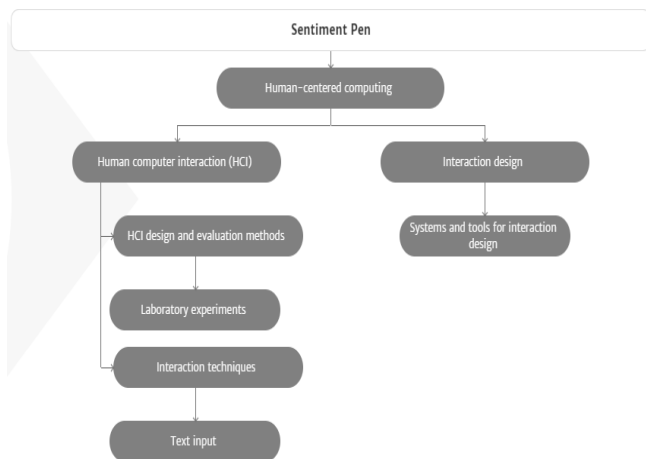 Sentiment Pen
Human-centered computing
Human computer interaction (HCI)
Interaction design
HCI design and evaluation methods
Systems and tools for interaction
design
Laboratory experiments
Interaction techniques
Text input